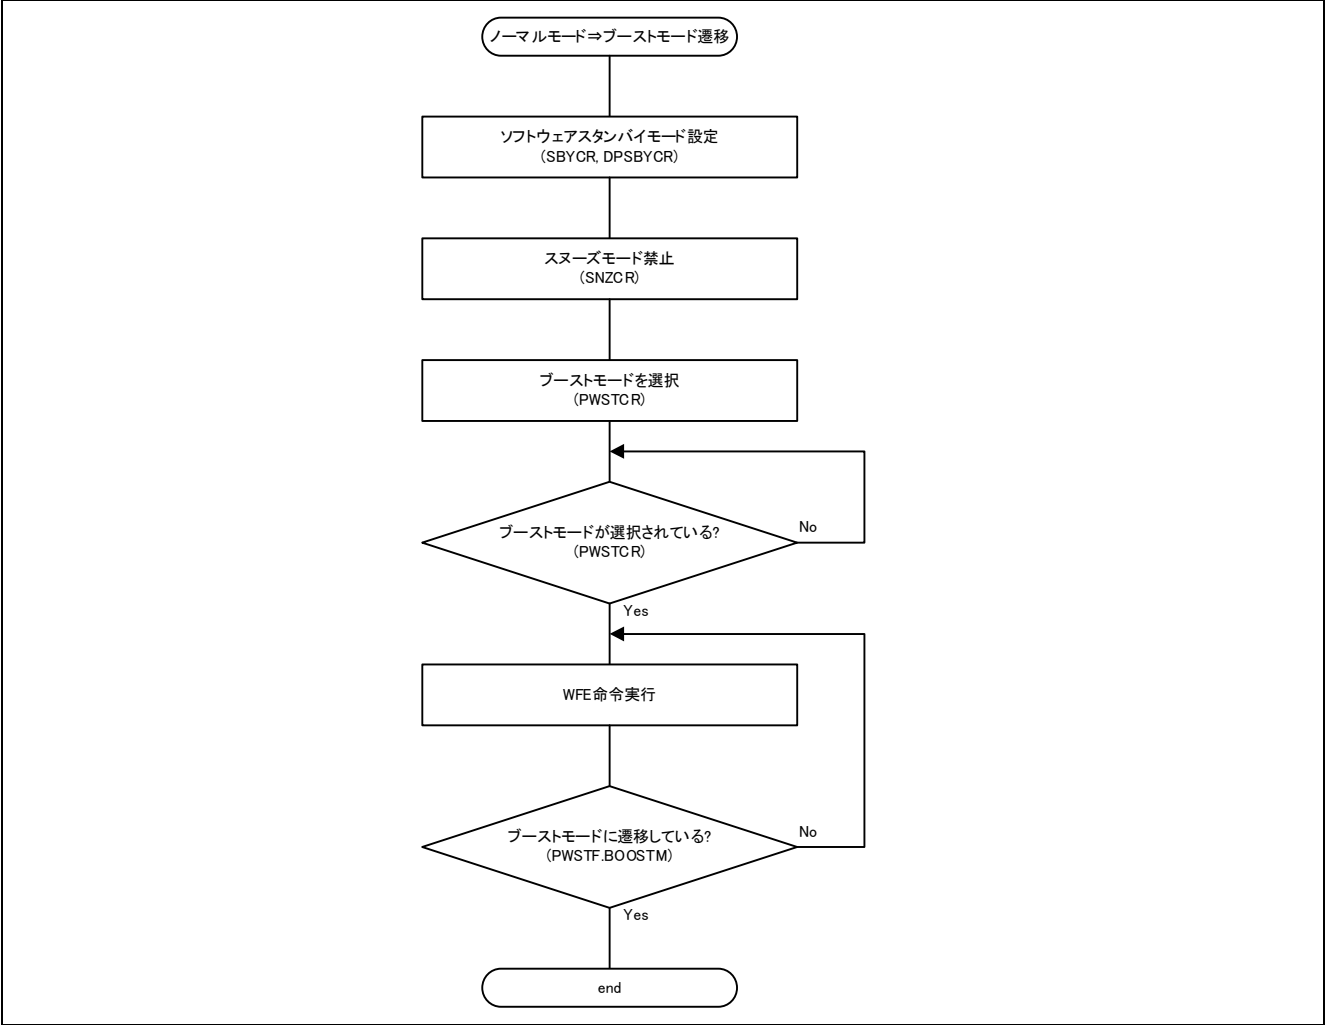 ノーマルモード⇒ブーストモード遷移
ソフトウェアスタンバイモード設定
(SBYCR, DPSBYCR)
スヌーズモード禁止
(SNZCR)
ブーストモードを選択
(PWSTCR)
ブーストモードが選択されている?
(PWSTCR)
No
Yes
WFE命令実行
ブーストモードに遷移している?
(PWSTF.BOOSTM)
No
Yes
end